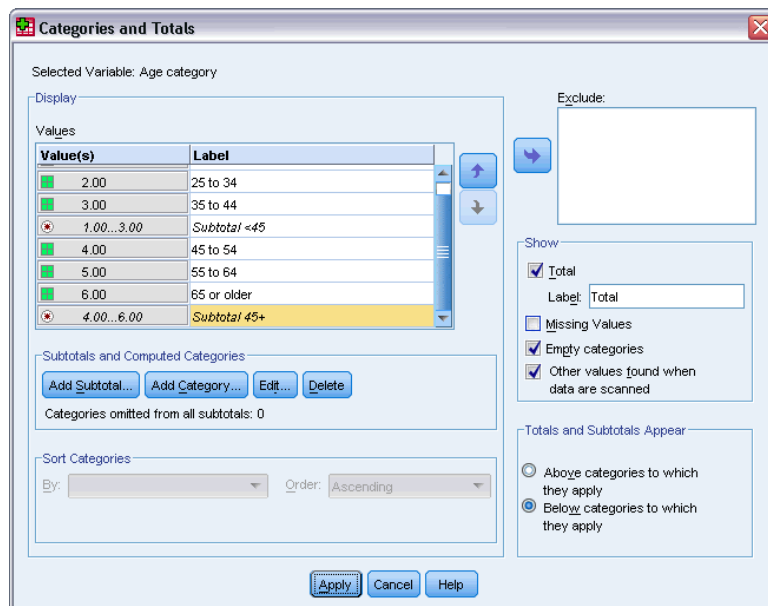 Categories and Totals
Selected Variable: Age category
Display
Values
Value(s) Label
2.00 25 to 34
3.00 35 to 44
1.00...3.00 Subtotal <45
4.00 45 to 54
5.00 55 to 64
6.00 65 or older
4.00...6.00 Subtotal 45+
Subtotals and Computed Categories
Add Subtotal... Add Category... Edit... Delete
Categories omitted from all subtotals: 0
Sort Categories
By: Order: Ascending
Exclude:
Show
Total
Label: Total
Missing Values
Empty categories
Other values found when
data are scanned
Totals and Subtotals Appear
Above categories to which
they apply
Below categories to which
they apply
Apply Cancel Help